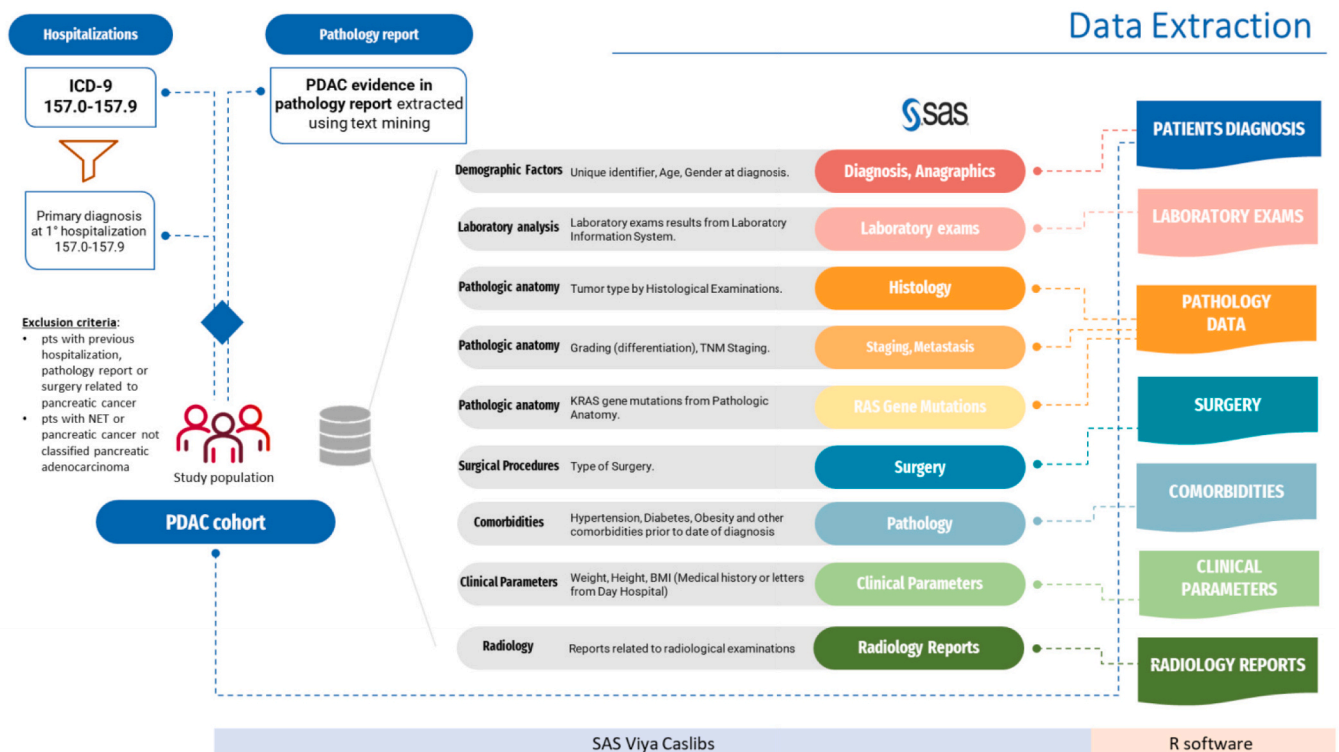 Data Extraction
Hospitalizations
Pathology report
ICD-9
157.0-157.9
PDAC evidence in
pathology report extracted
using text mining
Primary diagnosis
at 1° hospitalization
157.0-157.9
Exclusion criteria:
• pts with previous
hospitalization,
pathology report or
surgery related to
pancreatic cancer
• pts with NET or
pancreatic cancer not
classified pancreatic
adenocarcinoma
Study population
PDAC cohort
sas
Demographic Factors Unique identifier, Age, Gender at diagnosis. Diagnosis, Anagraphics
Laboratory analysis Laboratory exams results from Laboratory
Information System.
Laboratory exams
Pathologic anatomy Tumor type by Histological Examinations. Histology
Pathologic anatomy Grading (differentiation), TNM Staging. Staging, Metastasis
Pathologic anatomy KRAS gene mutations from Pathologic
Anatomy.
RAS Gene Mutations
Surgical Procedures Type of Surgery. Surgery
Comorbidities Hypertension, Diabetes, Obesity and other
comorbidities prior to date of diagnosis
Pathology
Clinical Parameters Weight, Height, BMI (Medical history or letters
from Day Hospital)
Clinical Parameters
Radiology Reports related to radiological examinations Radiology Reports
PATIENTS DIAGNOSIS
LABORATORY EXAMS
PATHOLOGY
DATA
SURGERY
COMORBIDITIES
CLINICAL
PARAMETERS
RADIOLOGY REPORTS
SAS Viya Caslibs
R software